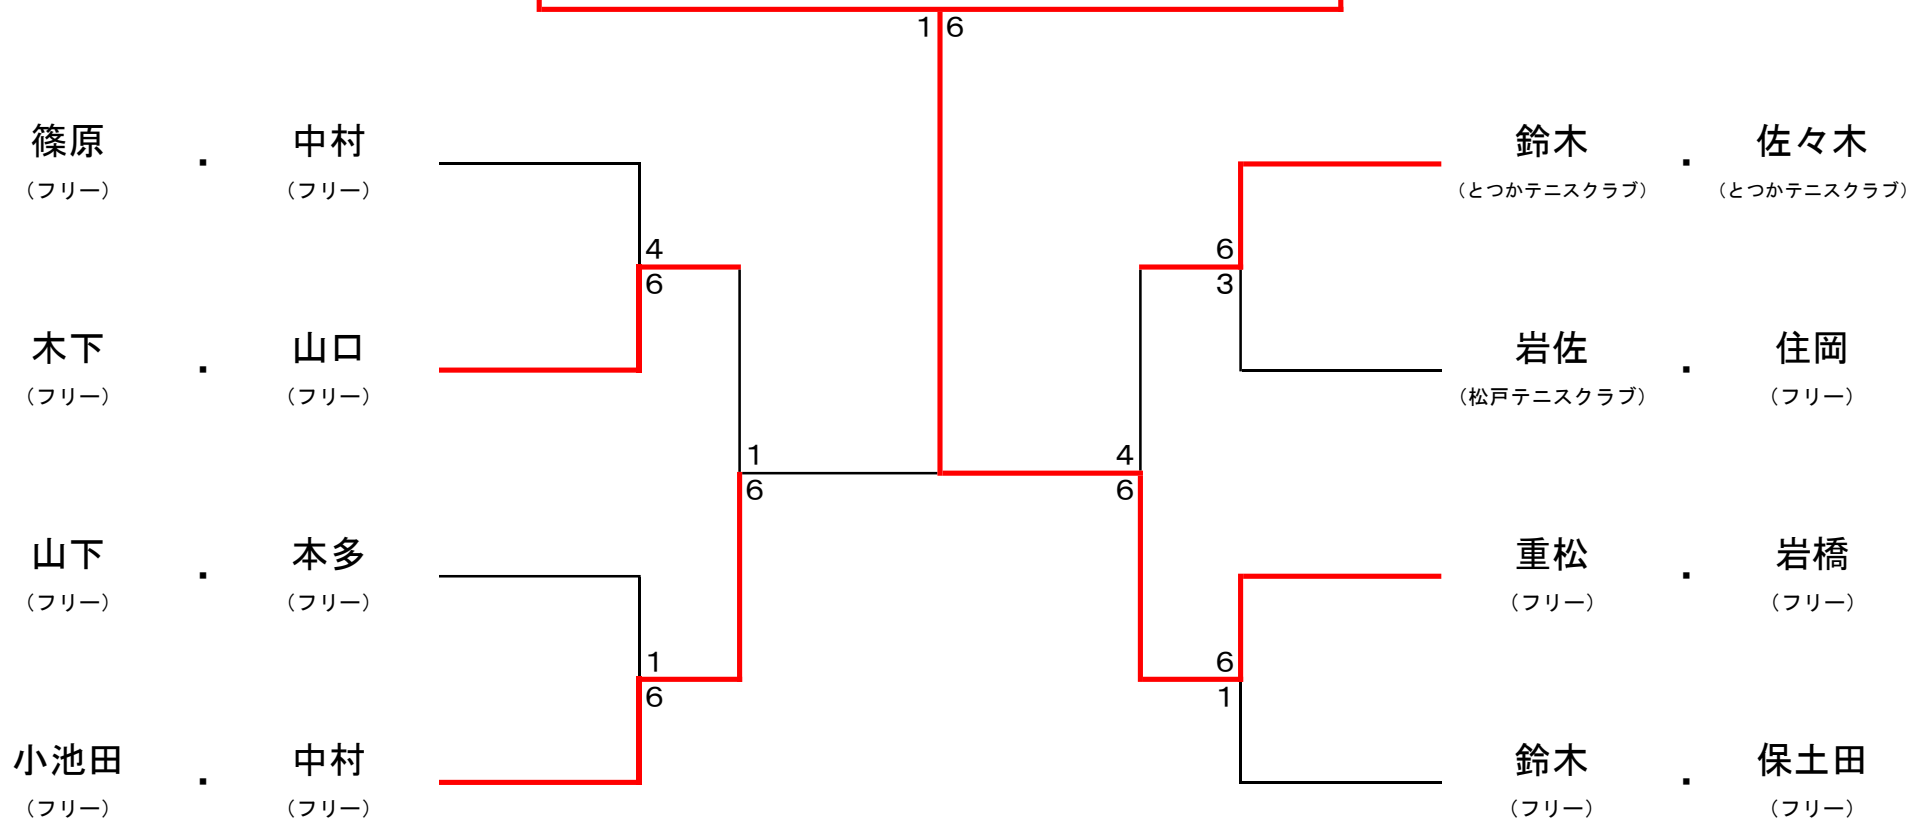 1 6
篠原 ・ 中村 鈴木 ・ 佐々木
（フリー） （フリー） （とつかテニスクラブ） （とつかテニスクラブ）
4 6
6 3
木下 ・ 山口 岩佐 ・ 住岡
（フリー） （フリー） （松戸テニスクラブ） （フリー）
1 4
6 6
山下 ・ 本多 重松 ・ 岩橋
（フリー） （フリー） （フリー） （フリー）
1 6
6 1
小池田 ・ 中村 鈴木 ・ 保土田
（フリー） （フリー） （フリー） （フリー）